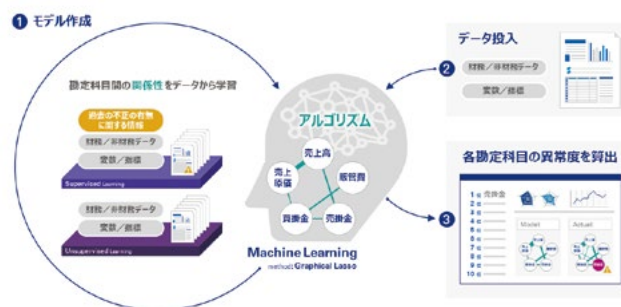 1 モデル作成
勘定科目間の関係性をデータから学習
過去の不正の有無
に関する情報
財務／非財務データ
変数／指標
Supervised Learning
財務／非財務データ
変数／指標
Unsupervised Learning
アルゴリズム
売上高
売上
原価
販管費
買掛金
売掛金
Machine Learning
method: Graphical Lasso
データ投入
2
財務／非財務データ
変数／指標
各勘定科目の異常度を算出
3
1 位 売掛金
2 位
3 位
4 位
5 位
6 位
7 位
8 位
9 位
10 位
Model
Actual